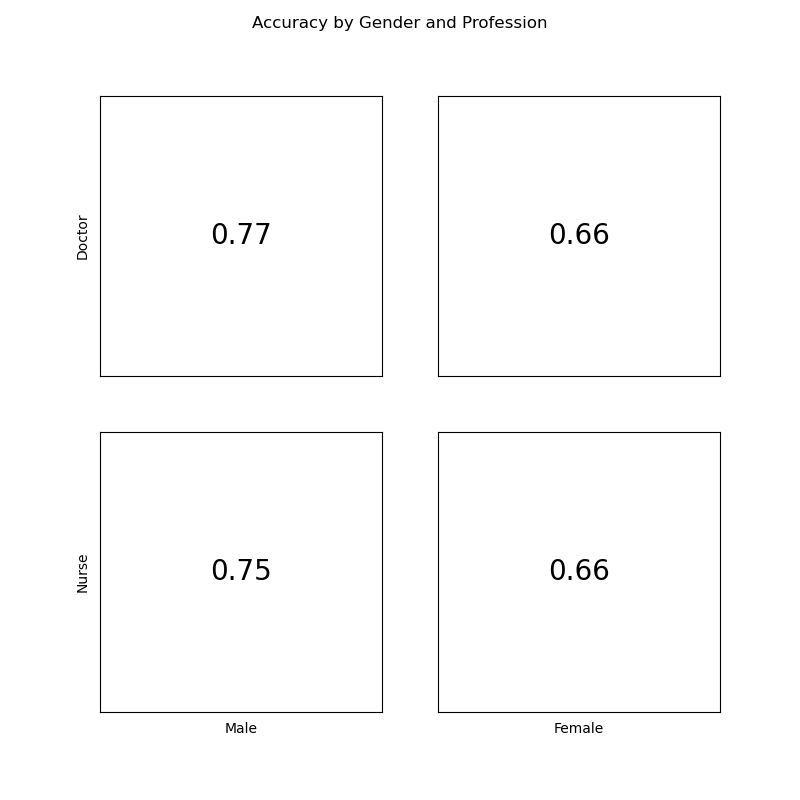 Accuracy by Gender and Profession
Doctor
0.77
0.66
Nurse
0.75
0.66
Male
Female